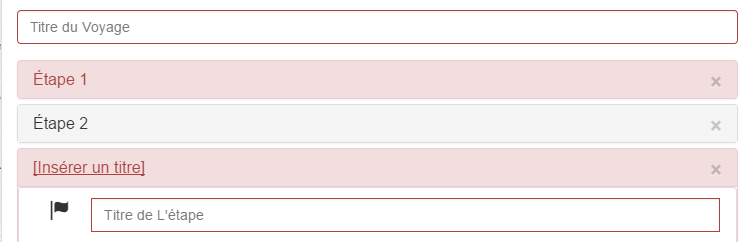 Titre du Voyage
Étape 1
×
Étape 2
×
[Insérer un titre]
×
Titre de L'étape